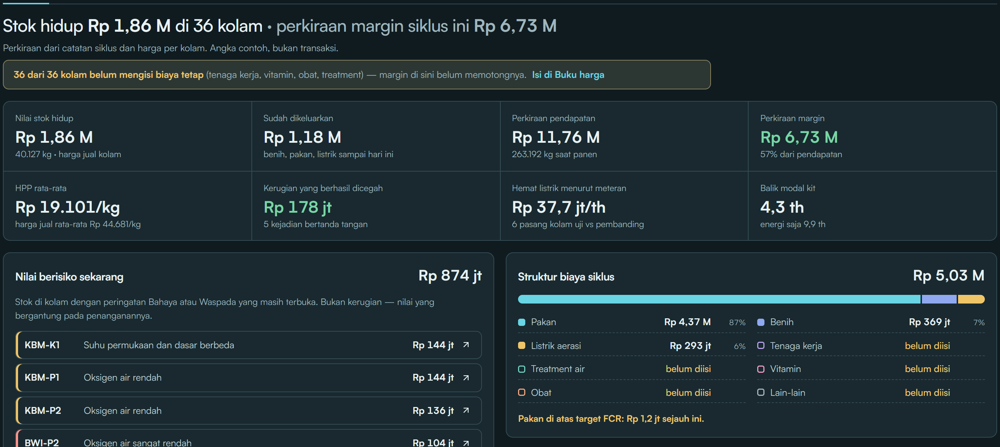 Stok hidup Rp 1,86 M di 36 kolam · perkiraan margin siklus ini Rp 6,73 M
Perkiraan dari catatan siklus dan harga per kolam. Angka contoh, bukan transaksi.
36 dari 36 kolam belum mengisi biaya tetap (tenaga kerja, vitamin, obat, treatment) — margin di sini belum memotongnya. Isi di Buku harga
Nilai stok hidup
Rp 1,86 M
40.127 kg · harga jual kolam
Sudah dikeluarkan
Rp 1,18 M
benih, pakan, listrik sampai hari ini
Perkiraan pendapatan
Rp 11,76 M
263.192 kg saat panen
Perkiraan margin
Rp 6,73 M
57% dari pendapatan
HPP rata-rata
Rp 19.101/kg
harga jual rata-rata Rp 44.681/kg
Kerugian yang berhasil dicegah
Rp 178 jt
5 kejadian bertanda tangan
Hemat listrik menurut meteran
Rp 37,7 jt/th
6 pasang kolam uji vs pembanding
Balik modal kit
4,3 th
energi saja 9,9 th
Nilai berisiko sekarang
Rp 874 jt
Stok di kolam dengan peringatan Bahaya atau Waspada yang masih terbuka. Bukan kerugian — nilai yang
bergantung pada penanganannya.
KBM-K1 Suhu permukaan dan dasar berbeda Rp 144 jt ↗
KBM-P1 Oksigen air rendah Rp 144 jt ↗
KBM-P2 Oksigen air rendah Rp 136 jt ↗
BWI-P2 Oksigen air sangat rendah Rp 104 jt ↗
Struktur biaya siklus
Rp 5,03 M
Pakan Rp 4,37 M 87%
Benih Rp 369 jt 7%
Listrik aerasi Rp 293 jt 6%
Tenaga kerja belum diisi
Treatment air belum diisi
Vitamin belum diisi
Obat belum diisi
Lain-lain belum diisi
Pakan di atas target FCR: Rp 1,2 jt sejauh ini.